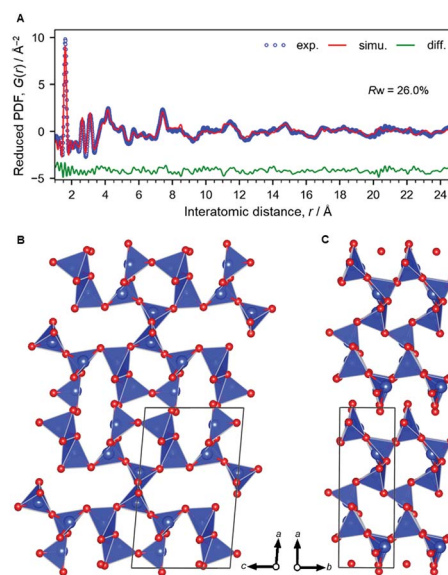 A
Reduced PDF, G(r) / Å⁻²
10
5
0
−5
exp. simu. diff.
Rw = 26.0%
2 4 6 8 10 12 14 16 18 20 22 24
Interatomic distance, r / Å
B
C
a
c
a
b